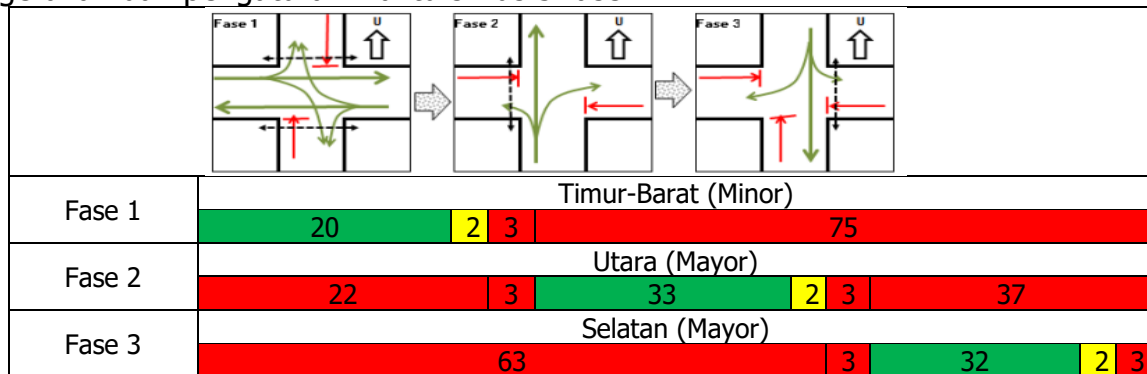 Fase 1 U Fase 2 U Fase 3 U
Fase 1
Timur-Barat (Minor)
20 2 3 75
Fase 2
Utara (Mayor)
22 3 33 2 3 37
Fase 3
Selatan (Mayor)
63 3 32 2 3